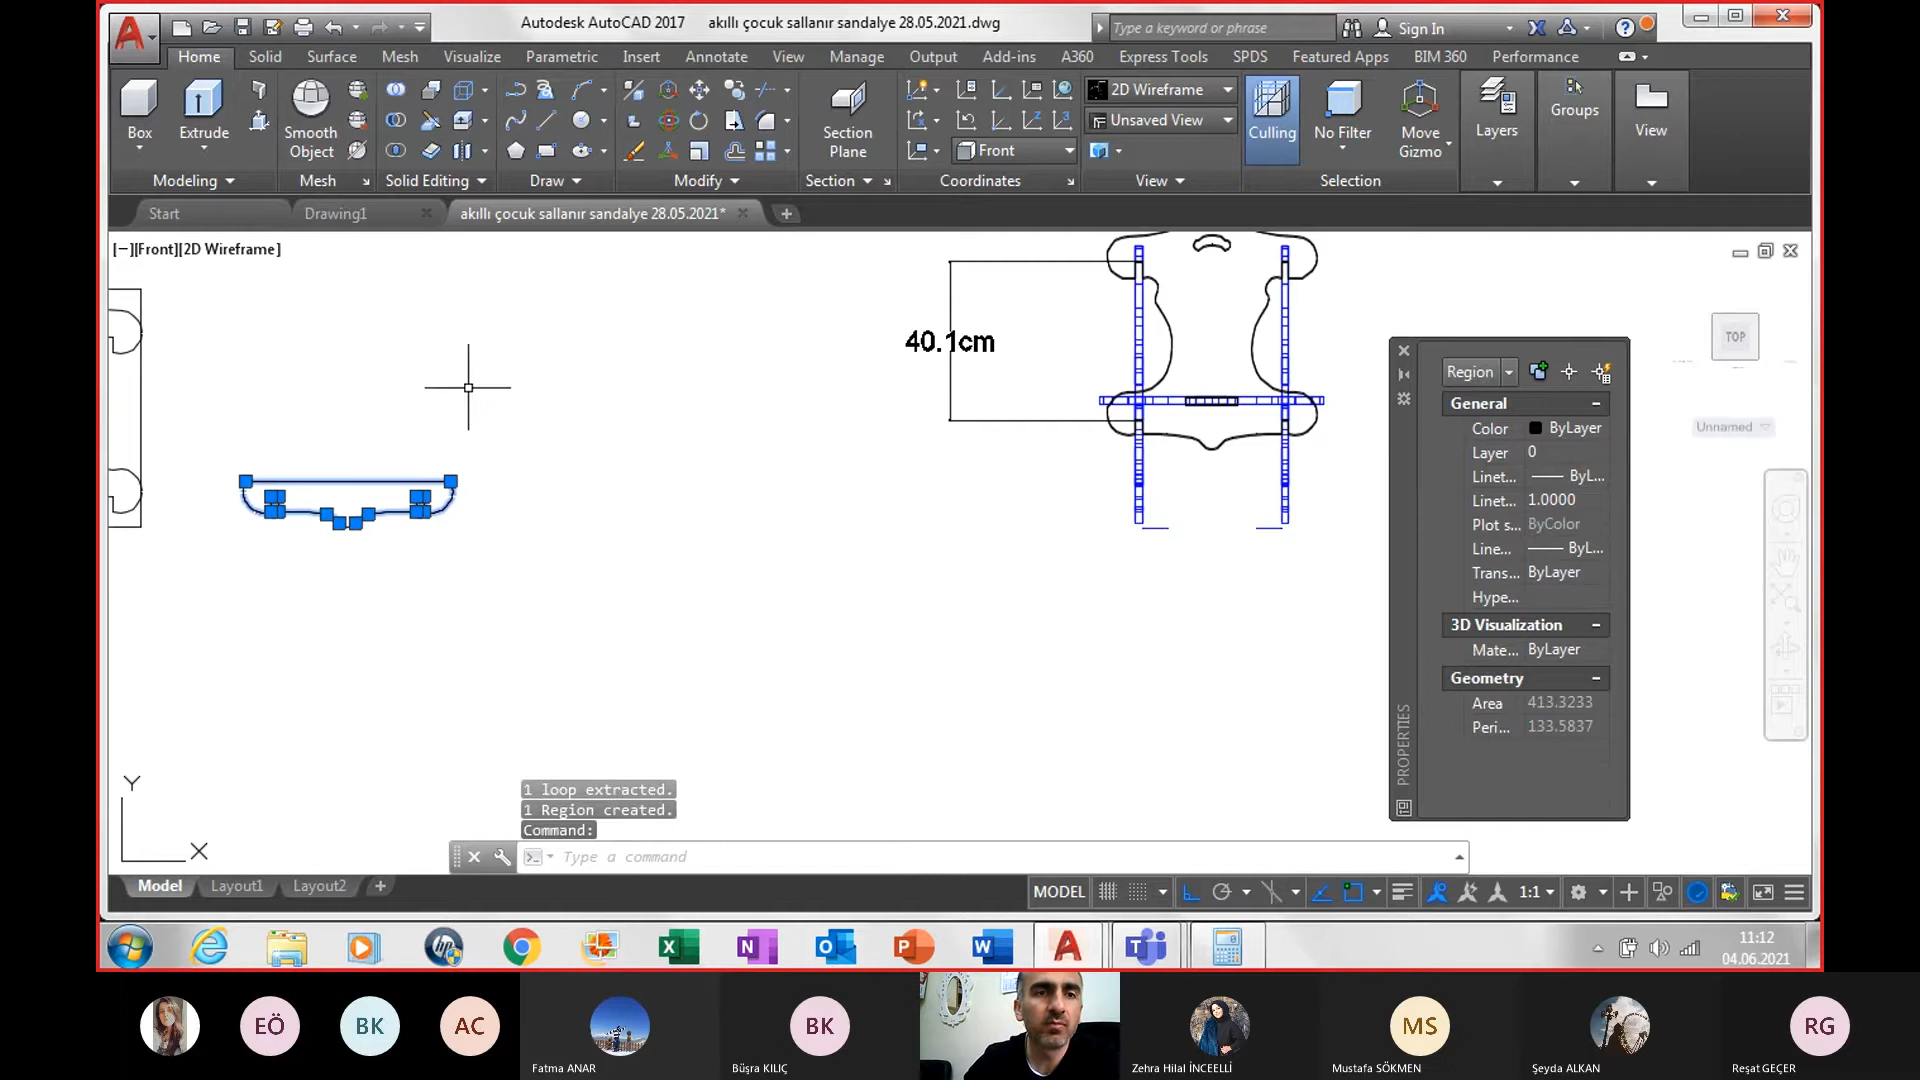 Autodesk AutoCAD 2017 akıllı çocuk sallanır sandalye 28.05.2021.dwg
Type a keyword or phrase
Sign In
Home Solid Surface Mesh Visualize Parametric Insert Annotate View Manage Output Add-ins A360 Express Tools SPDS Featured Apps BIM 360 Performance
Box
Extrude
Smooth Object
Section Plane
2D Wireframe
Unsaved View
Front
Culling
No Filter
Move Gizmo
Layers
Groups
View
Modeling Mesh Solid Editing Draw Modify Section Coordinates View Selection
Start Drawing1 akıllı çocuk sallanır sandalye 28.05.2021*
[−][Front][2D Wireframe]
40.1cm
TOP
Unnamed
Region
General
Color ByLayer
Layer 0
Linet... ByL...
Linet... 1.0000
Plot s... ByColor
Line... ByL...
Trans... ByLayer
Hype...
3D Visualization
Mate... ByLayer
Geometry
Area 413.3233
Peri... 133.5837
PROPERTIES
Y
X
1 loop extracted.
1 Region created.
Command:
Type a command
Model Layout1 Layout2
MODEL 1:1
11:12
04.06.2021
EÖ BK AC BK MS RG
Fatma ANAR Büşra KILIÇ Zehra Hilal İNCEELLİ Mustafa SÖKMEN Şeyda ALKAN Reşat GEÇER